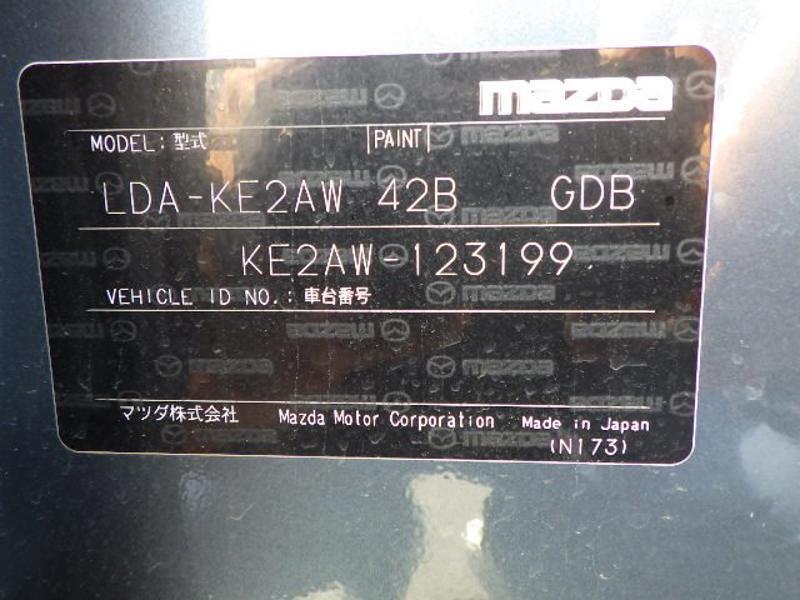 mazda
MODEL: 型式 PAINT
LDA-KE2AW 42B GDB
KE2AW-123199
VEHICLE ID NO.: 車台番号
マツダ株式会社 Mazda Motor Corporation Made in Japan
(N173)